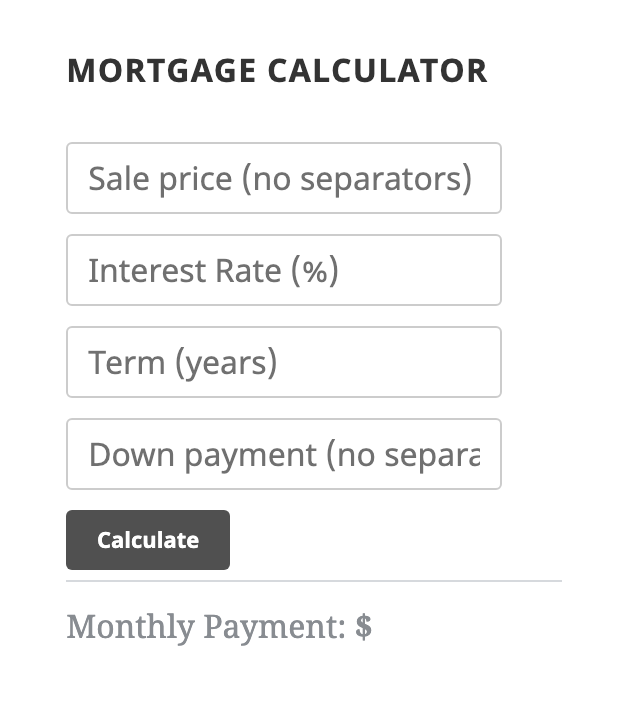 MORTGAGE CALCULATOR
Sale price (no separators)
Interest Rate (%)
Term (years)
Down payment (no separa
Calculate
Monthly Payment: $